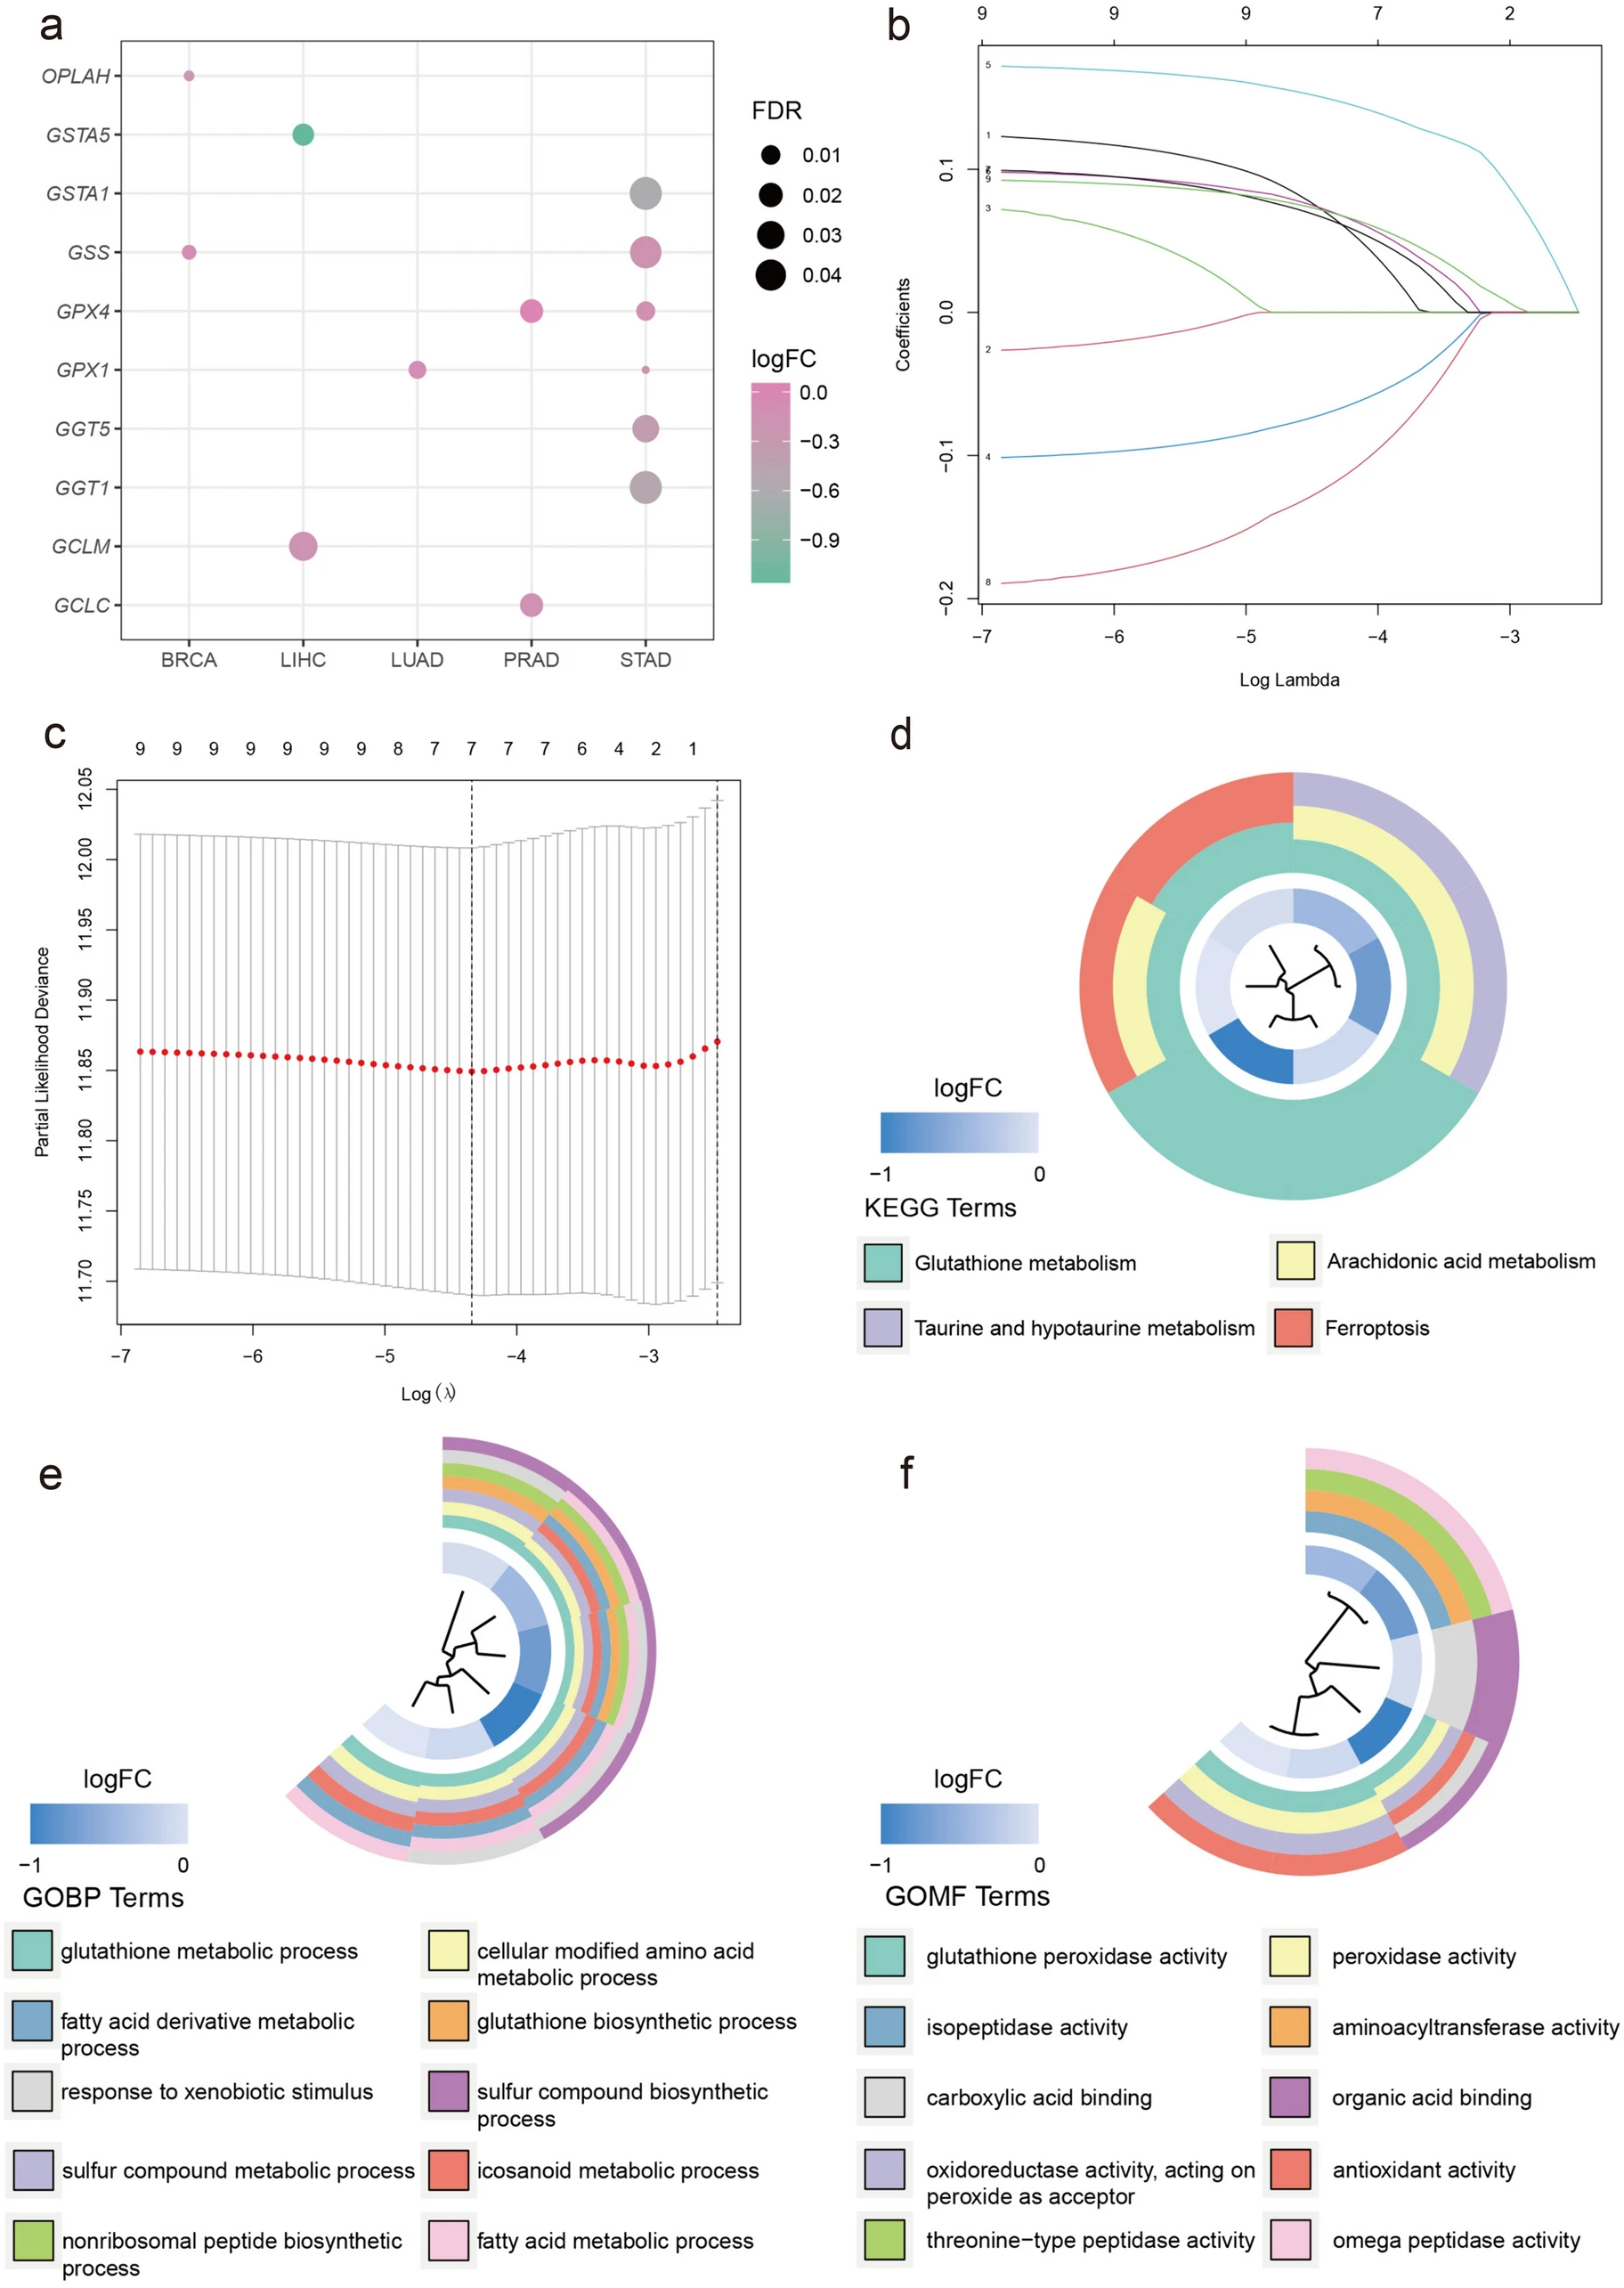 a
OPLAH
GSTA5
GSTA1
GSS
GPX4
GPX1
GGT5
GGT1
GCLM
GCLC
BRCA LIHC LUAD PRAD STAD
FDR
0.01
0.02
0.03
0.04
logFC
0.0
−0.3
−0.6
−0.9
b
9 9 9 7 2
5
1
6
9
3
2
4
8
Coefficients
0.1
0.0
−0.1
−0.2
−7 −6 −5 −4 −3
Log Lambda
c
9 9 9 9 9 9 9 8 7 7 7 7 6 4 2 1
Partial Likelihood Deviance
12.05
12.00
11.95
11.90
11.85
11.80
11.75
11.70
−7 −6 −5 −4 −3
Log (λ)
d
logFC
−1 0
KEGG Terms
Glutathione metabolism
Arachidonic acid metabolism
Taurine and hypotaurine metabolism
Ferroptosis
e
logFC
−1 0
GOBP Terms
glutathione metabolic process
cellular modified amino acid
metabolic process
fatty acid derivative metabolic
process
glutathione biosynthetic process
response to xenobiotic stimulus
sulfur compound biosynthetic
process
sulfur compound metabolic process
icosanoid metabolic process
nonribosomal peptide biosynthetic
process
fatty acid metabolic process
f
logFC
−1 0
GOMF Terms
glutathione peroxidase activity
peroxidase activity
isopeptidase activity
aminoacyltransferase activity
carboxylic acid binding
organic acid binding
oxidoreductase activity, acting on
peroxide as acceptor
antioxidant activity
threonine−type peptidase activity
omega peptidase activity